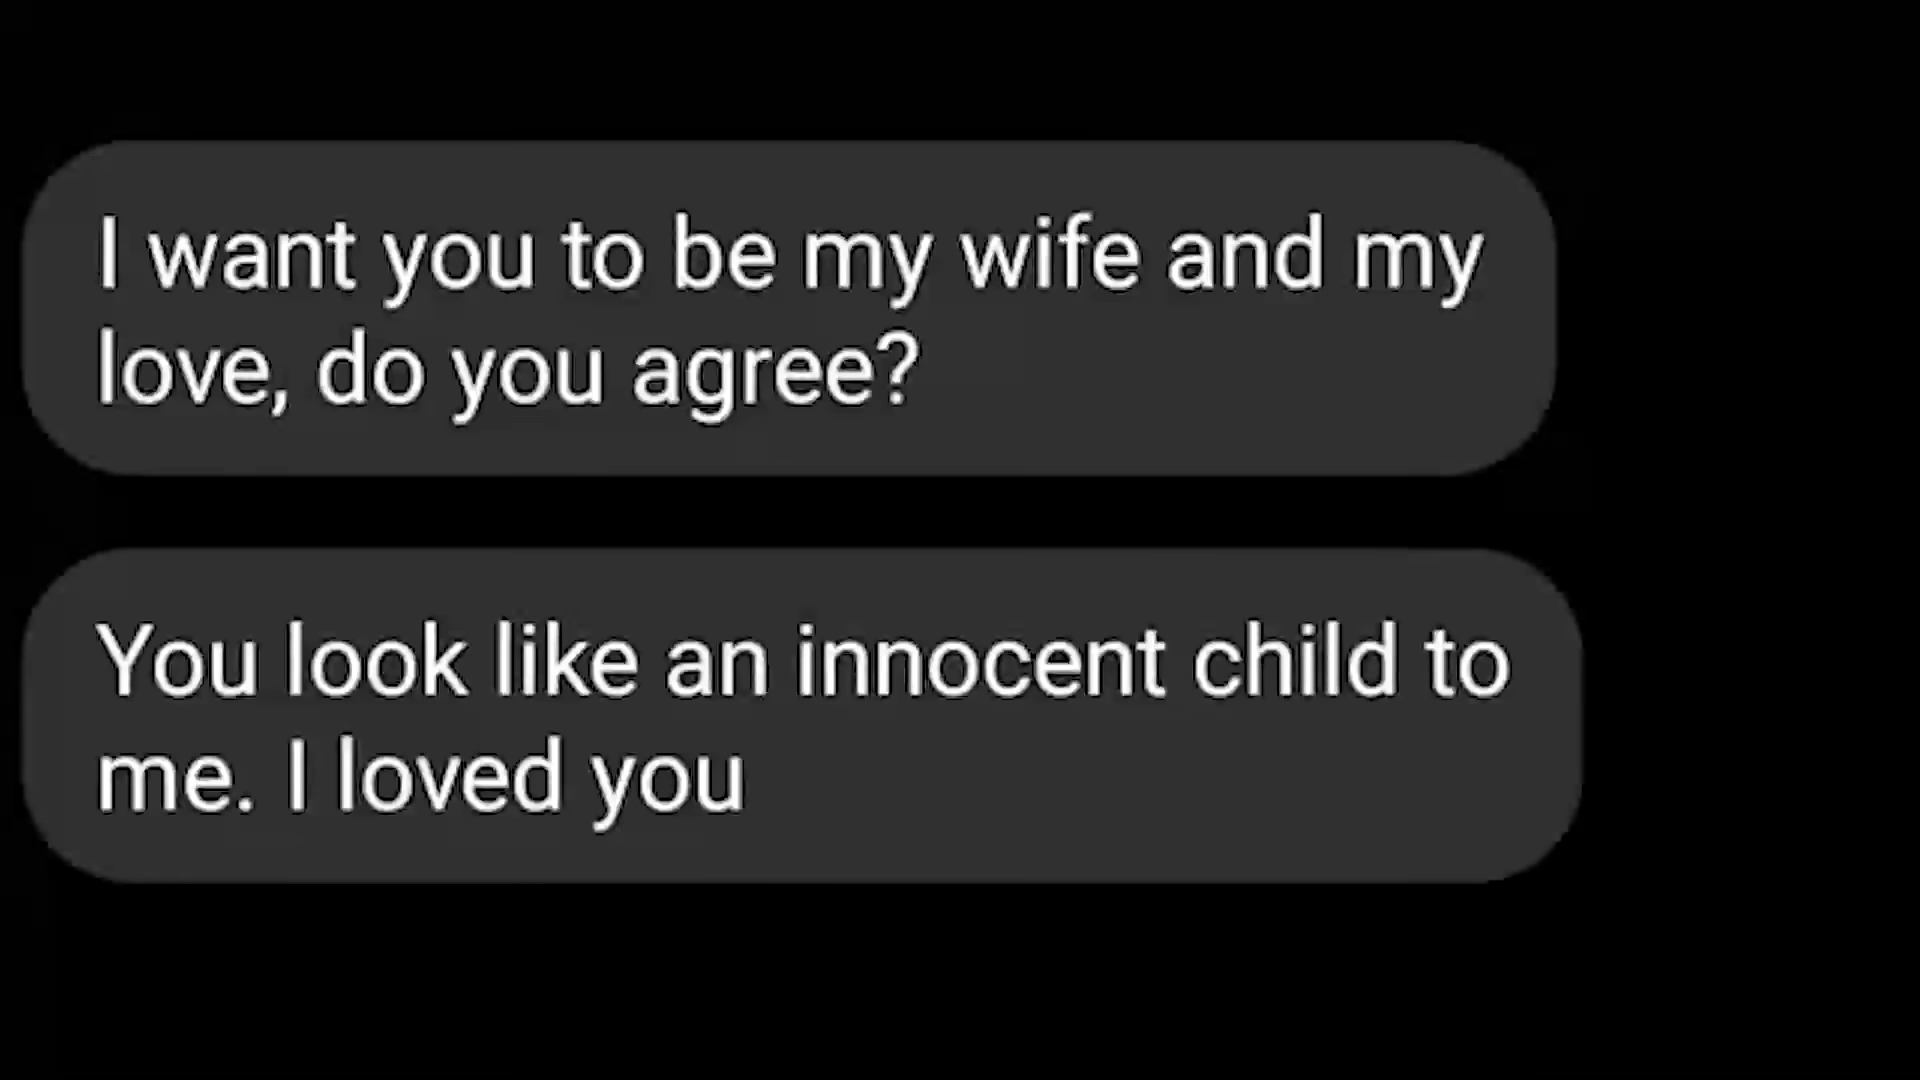 I want you to be my wife and my
love, do you agree?
You look like an innocent child to
me. I loved you